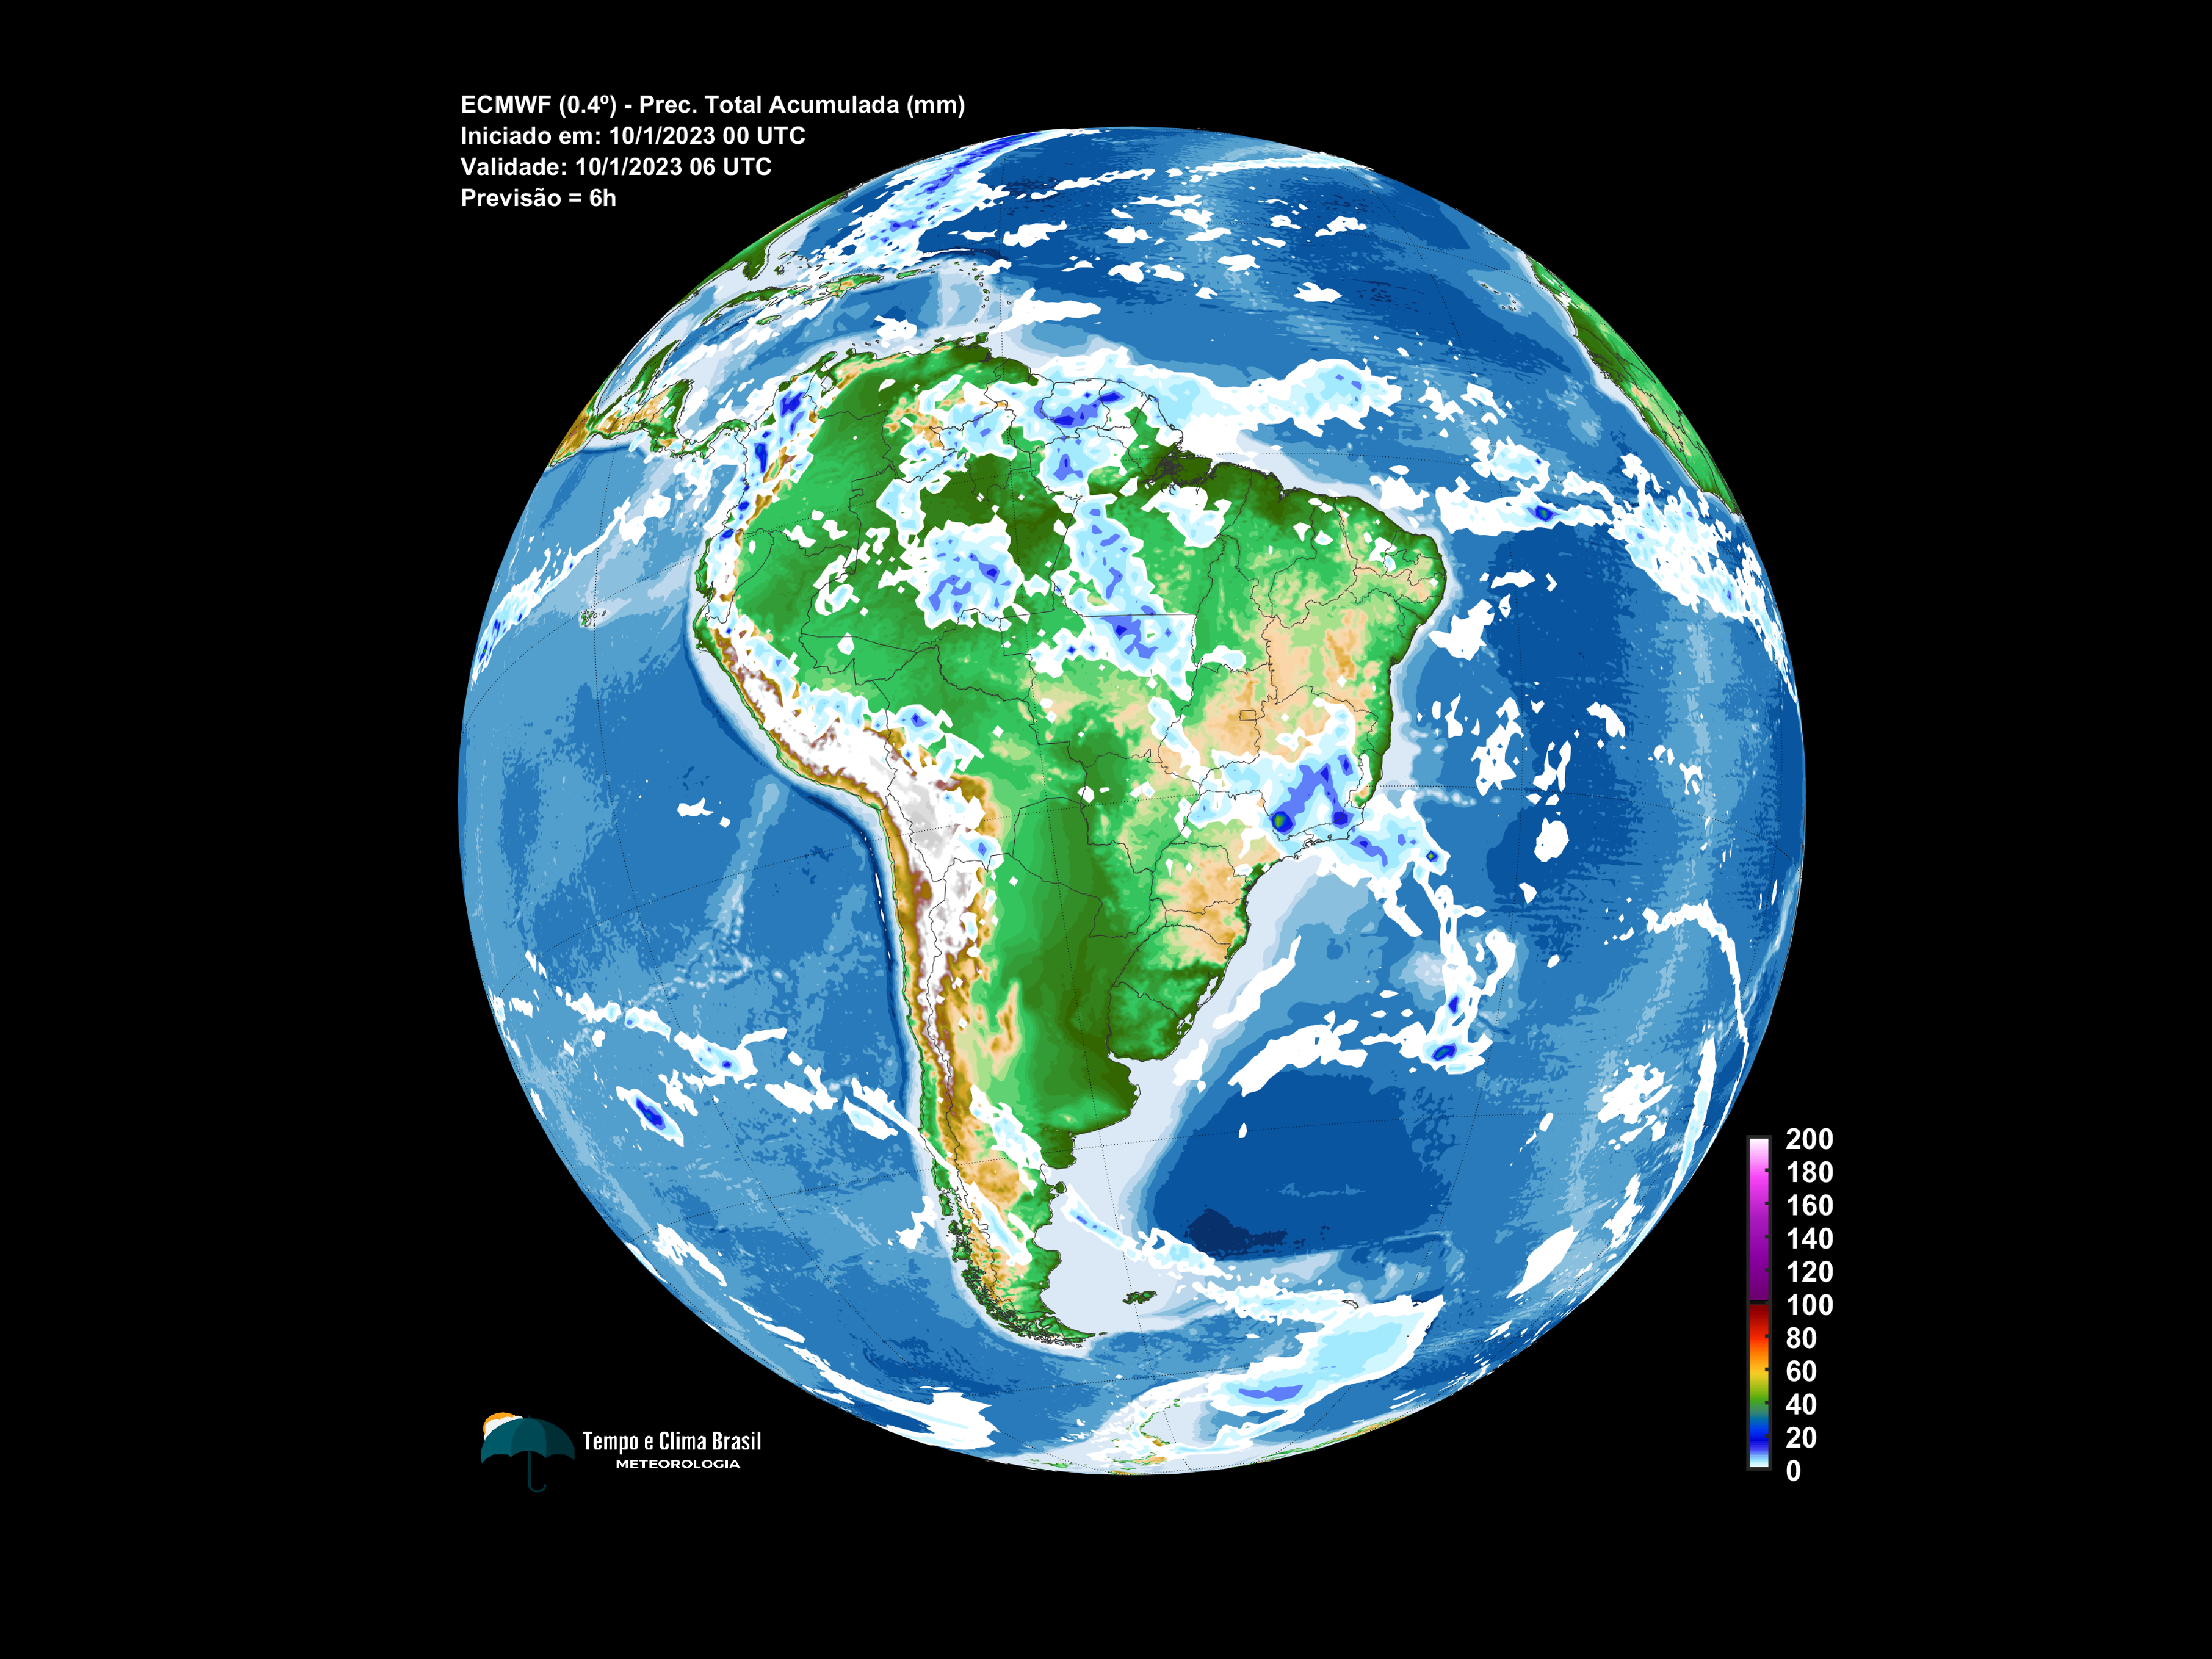 ECMWF (0.4º) - Prec. Total Acumulada (mm)
Iniciado em: 10/1/2023 00 UTC
Validade: 10/1/2023 06 UTC
Previsão = 6h
200
180
160
140
120
100
80
60
40
20
0
Tempo e Clima Brasil
METEOROLOGIA